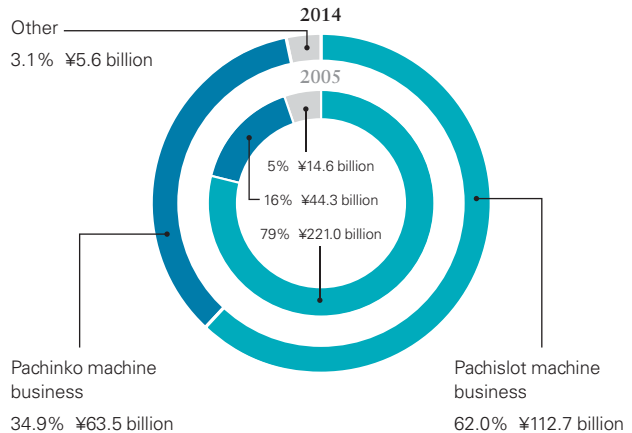 2014
Other
3.1% ¥5.6 billion
2005
5% ¥14.6 billion
16% ¥44.3 billion
79% ¥221.0 billion
Pachinko machine
business
34.9% ¥63.5 billion
Pachislot machine
business
62.0% ¥112.7 billion